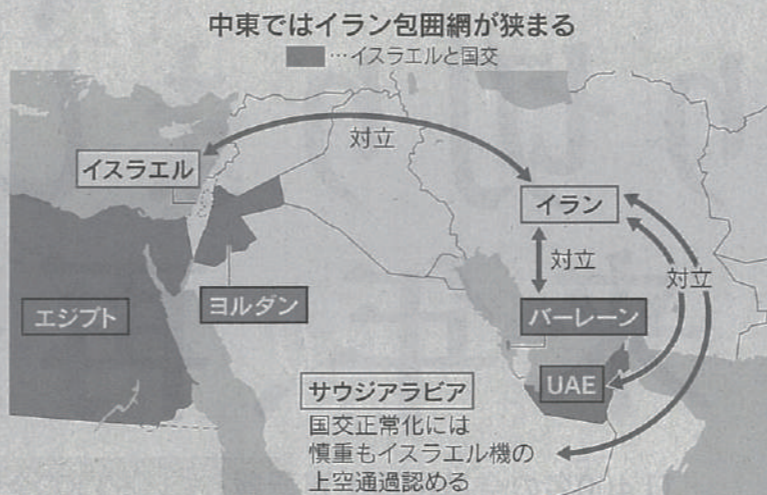 中東ではイラン包囲網が狭まる
…イスラエルと国交
対立
イスラエル
イラン
対立
対立
エジプト
ヨルダン
バーレーン
UAE
サウジアラビア
国交正常化には
慎重もイスラエル機の
上空通過認める